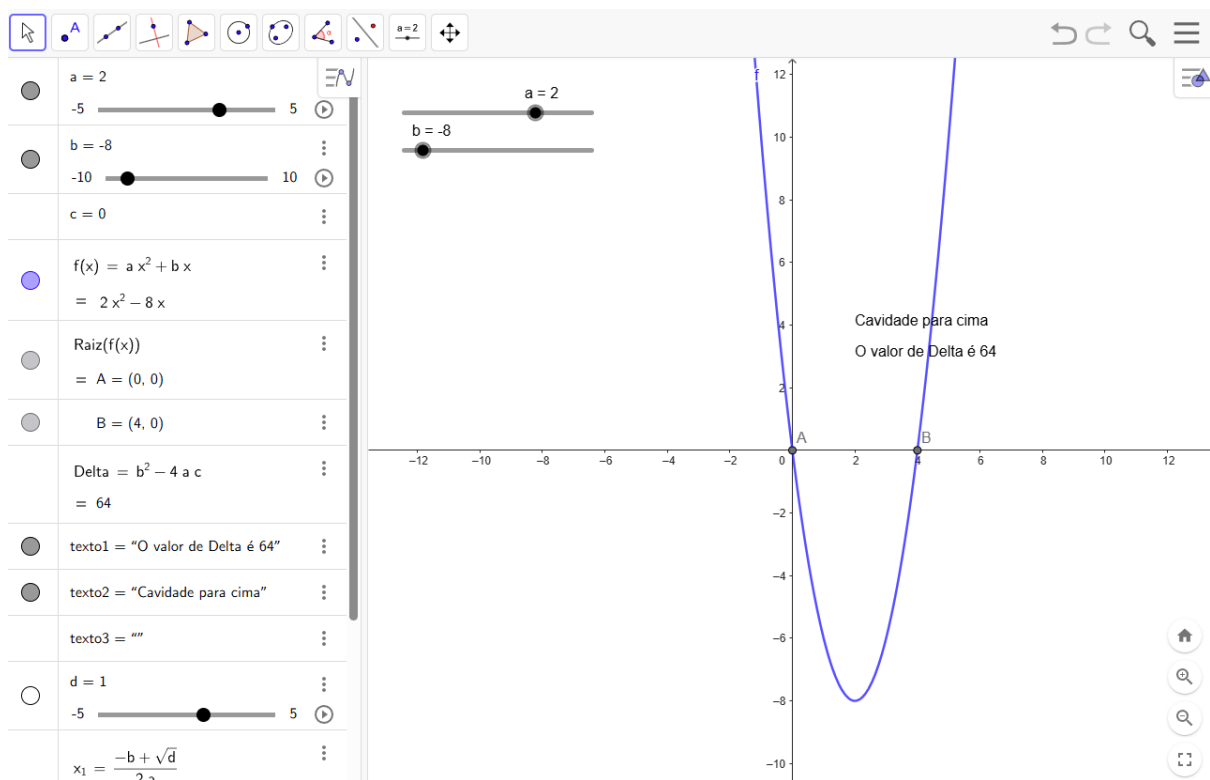 A
a = 2
a = 2
-5 5
b = -8
-10 10
c = 0
f(x) = a x² + b x
= 2 x² − 8 x
Raiz(f(x))
= A = (0, 0)
B = (4, 0)
Delta = b² − 4 a c
= 64
texto1 = “O valor de Delta é 64”
texto2 = “Cavidade para cima”
texto3 = “”
d = 1
-5 5
x₁ = −b + √d
2 a
a = 2
b = -8
f
12
10
8
6
4
2
Cavidade para cima
O valor de Delta é 64
A
B
−12 −10 −8 −6 −4 −2 0 2 4 6 8 10 12
−2
−4
−6
−8
−10